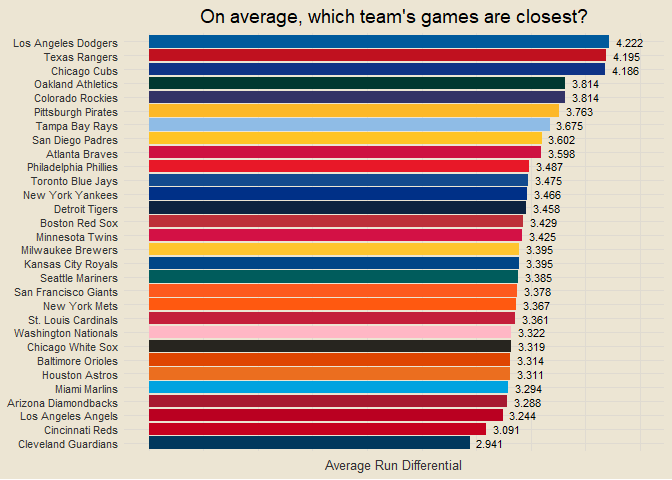 On average, which team's games are closest?
Los Angeles Dodgers 4.222
Texas Rangers 4.195
Chicago Cubs 4.186
Oakland Athletics 3.814
Colorado Rockies 3.814
Pittsburgh Pirates 3.763
Tampa Bay Rays 3.675
San Diego Padres 3.602
Atlanta Braves 3.598
Philadelphia Phillies 3.487
Toronto Blue Jays 3.475
New York Yankees 3.466
Detroit Tigers 3.458
Boston Red Sox 3.429
Minnesota Twins 3.425
Milwaukee Brewers 3.395
Kansas City Royals 3.395
Seattle Mariners 3.385
San Francisco Giants 3.378
New York Mets 3.367
St. Louis Cardinals 3.361
Washington Nationals 3.322
Chicago White Sox 3.319
Baltimore Orioles 3.314
Houston Astros 3.311
Miami Marlins 3.294
Arizona Diamondbacks 3.288
Los Angeles Angels 3.244
Cincinnati Reds 3.091
Cleveland Guardians 2.941
Average Run Differential